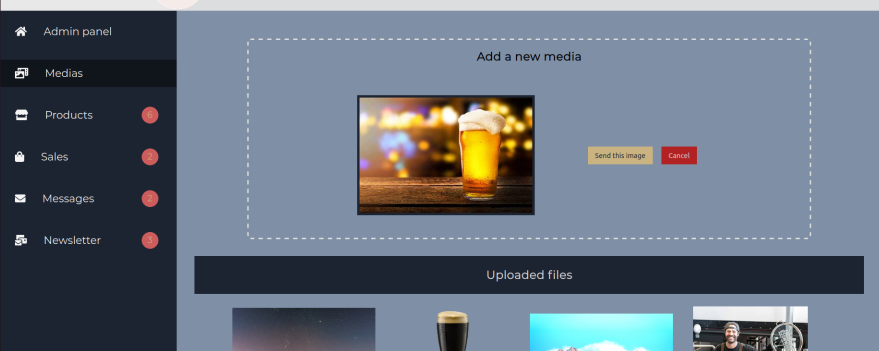 Admin panel
Medias
Products 6
Sales 2
Messages 2
Newsletter 3
Add a new media
Send this image
Cancel
Uploaded files